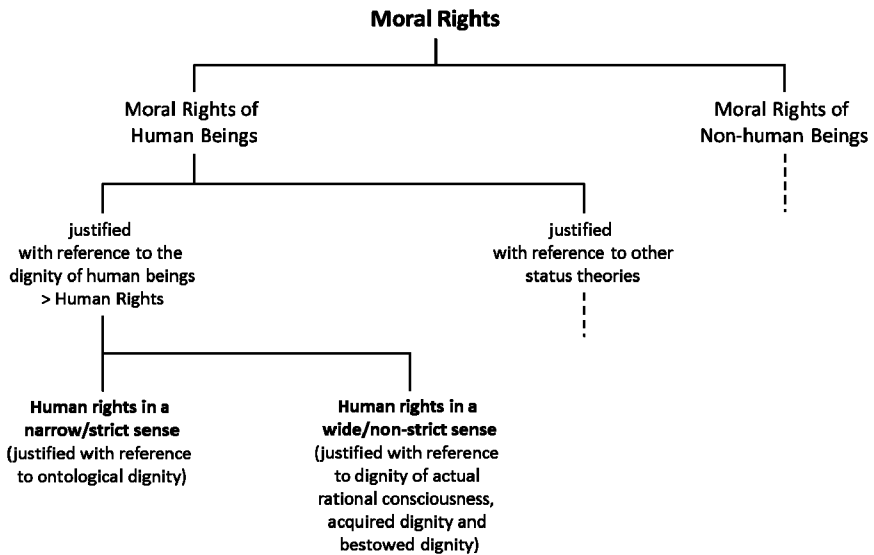 Moral Rights
Moral Rights of
Human Beings
Moral Rights of
Non-human Beings
justified
with reference to the
dignity of human beings
> Human Rights
justified
with reference to other
status theories
Human rights in a
narrow/strict sense
(justified with reference
to ontological dignity)
Human rights in a
wide/non-strict sense
(justified with reference
to dignity of actual
rational consciousness,
acquired dignity and
bestowed dignity)